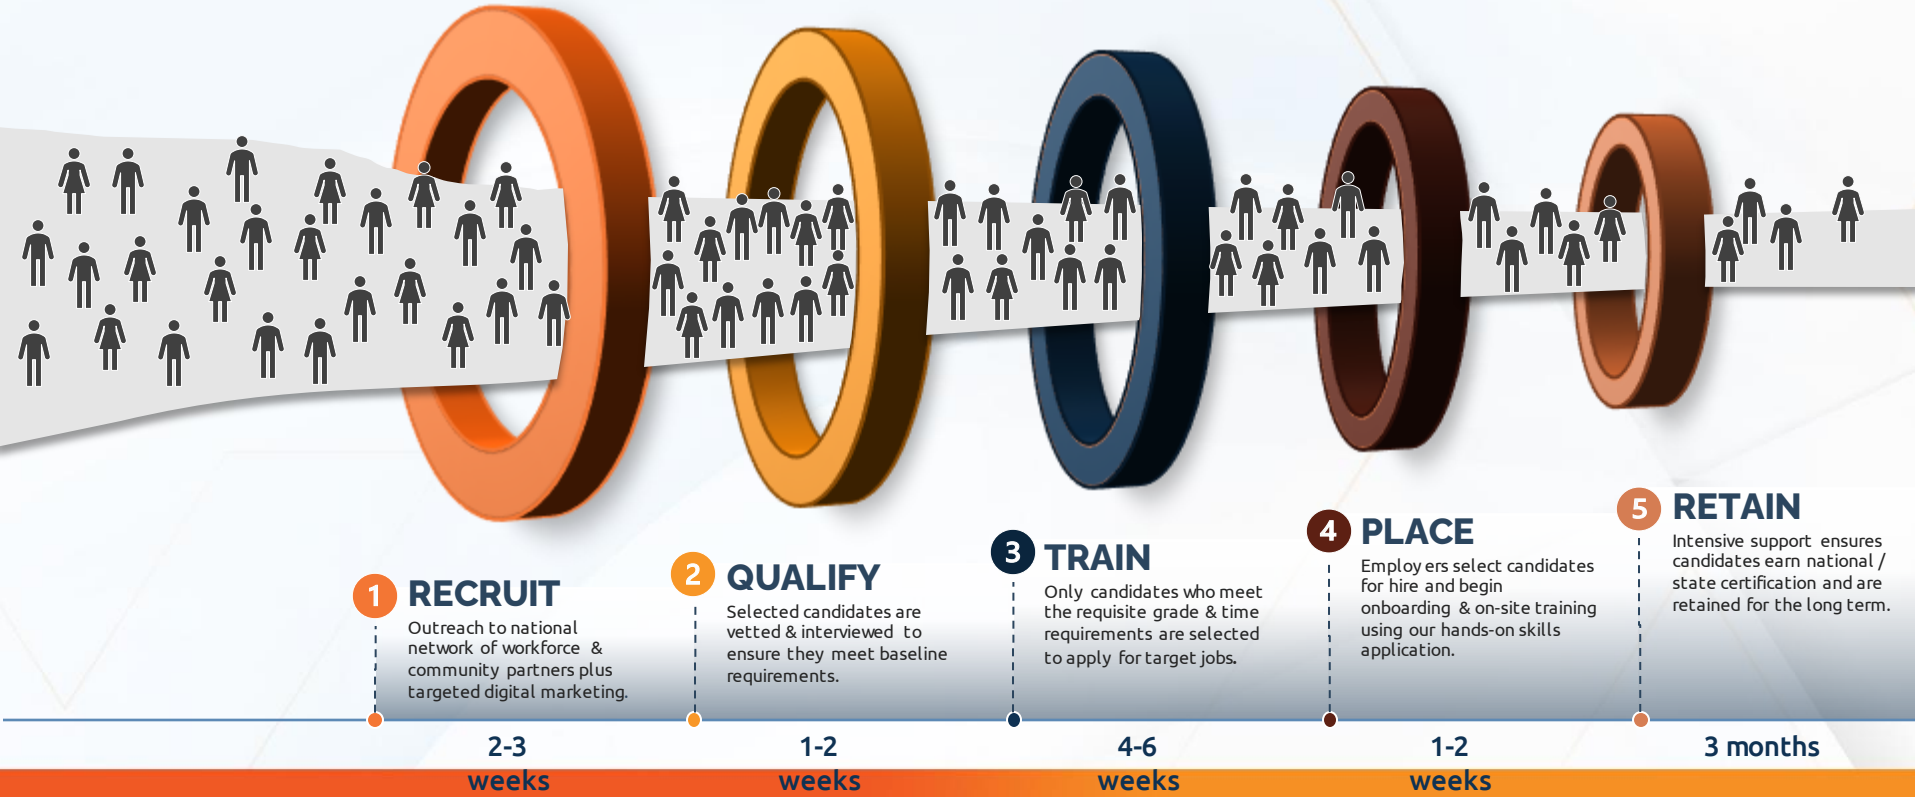 1 RECRUIT
Outreach to national
network of workforce &
community partners plus
targeted digital marketing.
2 QUALIFY
Selected candidates are
vetted & interviewed to
ensure they meet baseline
requirements.
3 TRAIN
Only candidates who meet
the requisite grade & time
requirements are selected
to apply for target jobs.
4 PLACE
Employers select candidates
for hire and begin
onboarding & on-site training
using our hands-on skills
application.
5 RETAIN
Intensive support ensures
candidates earn national /
state certification and are
retained for the long term.
2-3
weeks
1-2
weeks
4-6
weeks
1-2
weeks
3 months